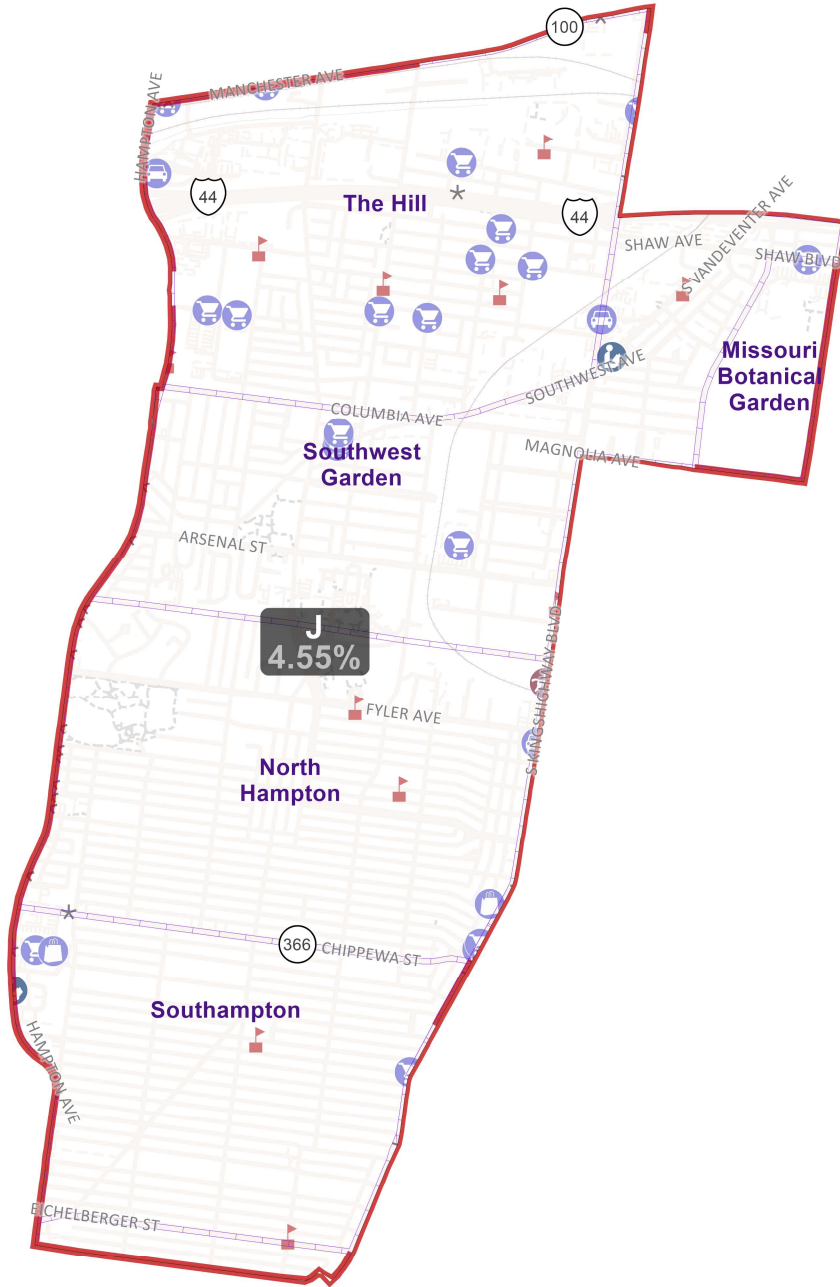 100
MANCHESTER AVE
HAMPTON AVE
44
The Hill
44
SHAW AVE
S VANDEVENTER AVE
SHAW BLVD
Missouri
Botanical
Garden
SOUTHWEST AVE
COLUMBIA AVE
MAGNOLIA AVE
Southwest
Garden
ARSENAL ST
J
4.55%
S KINGSHIGHWAY BLVD
FYLER AVE
North
Hampton
366
CHIPPEWA ST
Southampton
HAMPTON AVE
EICHELBERGER ST